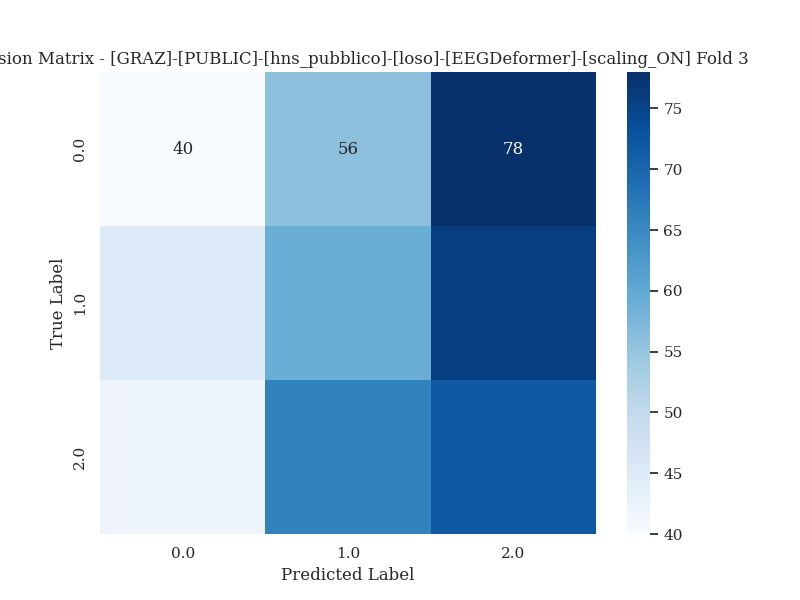 sion Matrix - [GRAZ]-[PUBLIC]-[hns_pubblico]-[loso]-[EEGDeformer]-[scaling_ON] Fold 3
40 56 78
0.0
1.0
2.0
True Label
0.0 1.0 2.0
Predicted Label
75
70
65
60
55
50
45
40